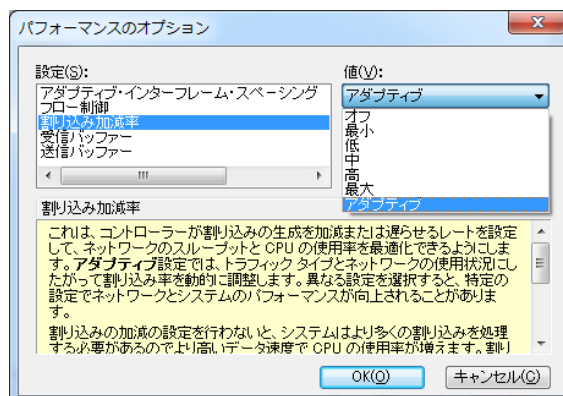 パフォーマンスのオプション
設定(S):
アダプティブ・インターフレーム・スペーシング
フロー制御
割り込み加減率
受信バッファー
送信バッファー
値(V):
アダプティブ
オフ
最小
低
中
高
最大
アダプティブ
割り込み加減率
これは、コントローラーが割り込みの生成を加減または遅らせるレートを設定
して、ネットワークのスループットと CPU の使用率を最適化できるようにしま
す。アダプティブ設定では、トラフィック タイプとネットワークの使用状況にし
たがって割り込み率を動的に調整します。異なる設定を選択すると、特定の
設定でネットワークとシステムのパフォーマンスが向上されることがありま
す。
割り込みの加減の設定を行わないと、システムはより多くの割り込みを処理
する必要があるのでより高いデータ速度で CPU の使用率が増えます。割り
OK(O)
キャンセル(C)